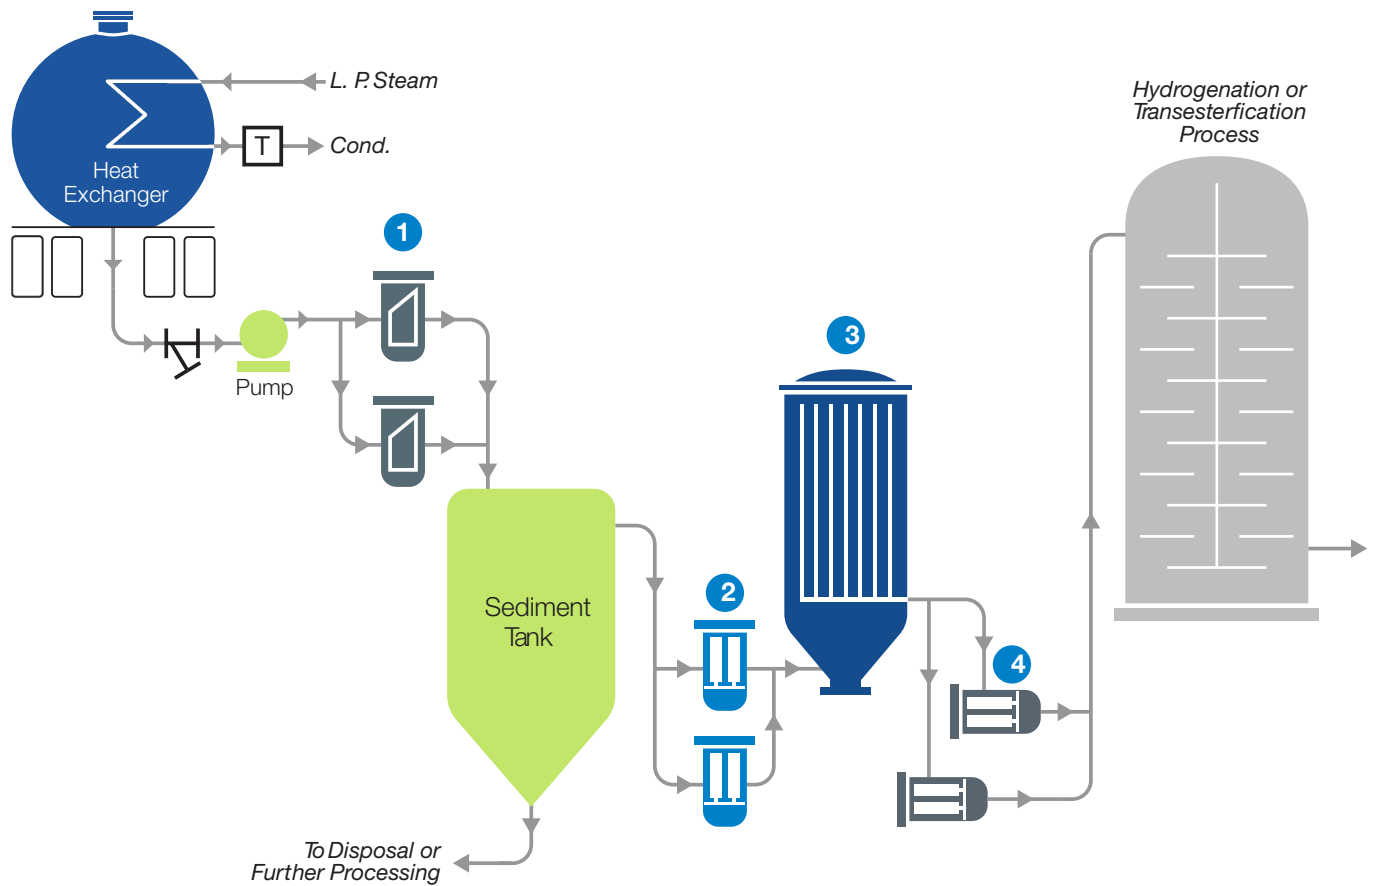 L. P. Steam
T
Cond.
Heat
Exchanger
Hydrogenation or
Transesterfication
Process
1
Pump
3
2
Sediment
Tank
4
To Disposal or
Further Processing